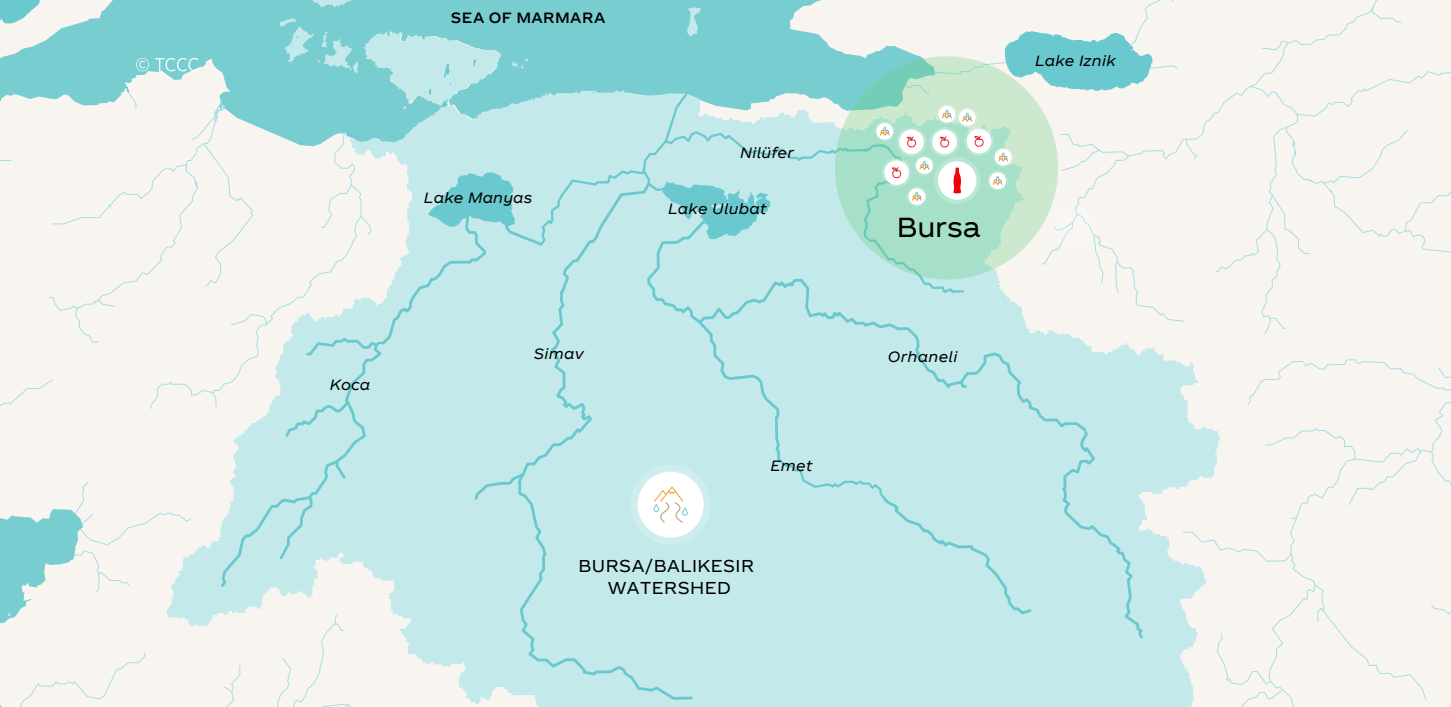 SEA OF MARMARA
© TCCC
Lake Iznik
Nilüfer
Lake Manyas
Lake Ulubat
Bursa
Simav
Orhaneli
Koca
Emet
BURSA/BALIKESIR
WATERSHED